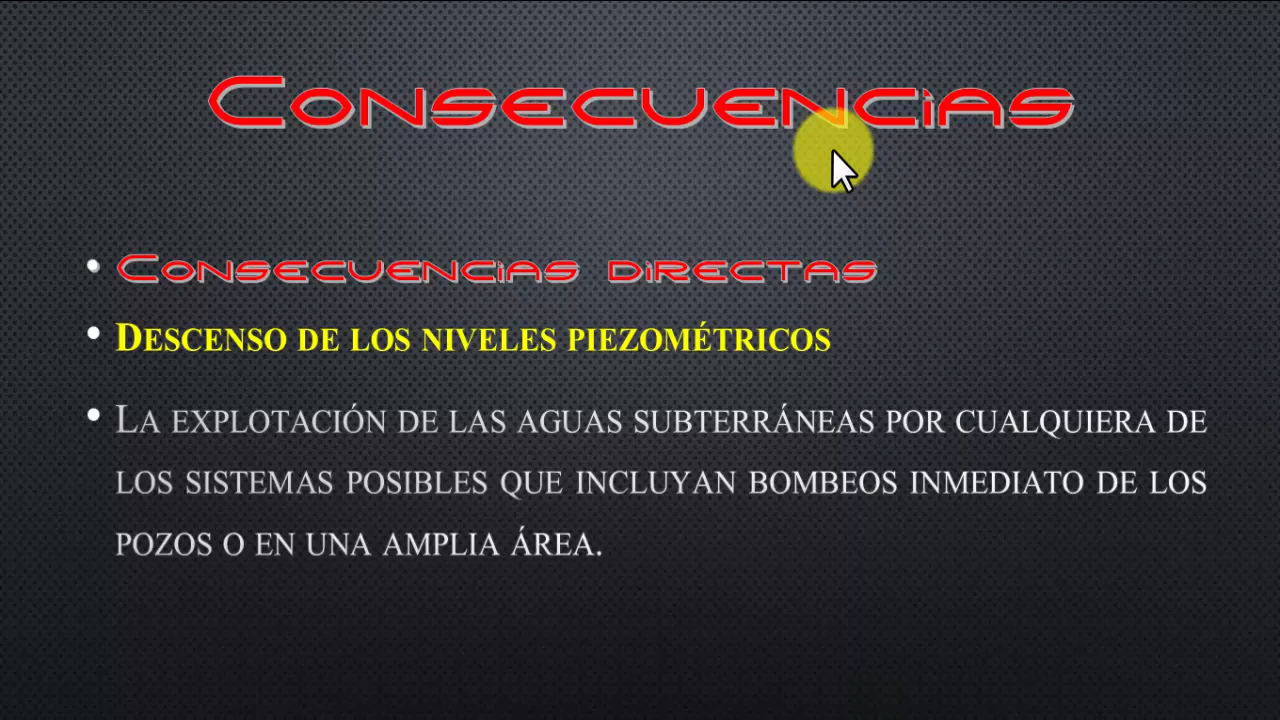 Consecuencias
• Consecuencias directas
• Descenso de los niveles piezométricos
• La explotación de las aguas subterráneas por cualquiera de
los sistemas posibles que incluyan bombeos inmediato de los
pozos o en una amplia área.